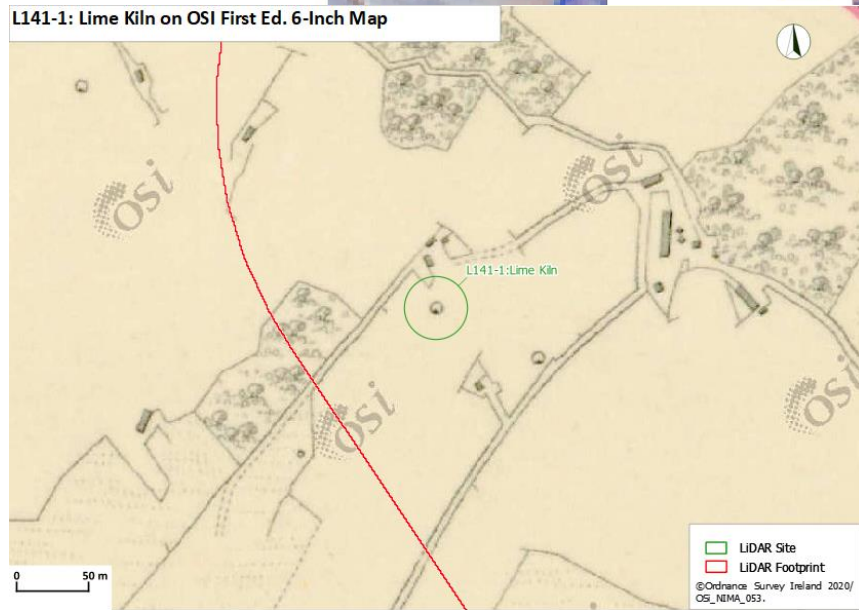 L141-1: Lime Kiln on OSI First Ed. 6-Inch Map
osi
osi
L141-1:Lime Kiln
osi
osi
LiDAR Site
LiDAR Footprint
©Ordnance Survey Ireland 2020/
OSi_NIMA_053.
0 50 m